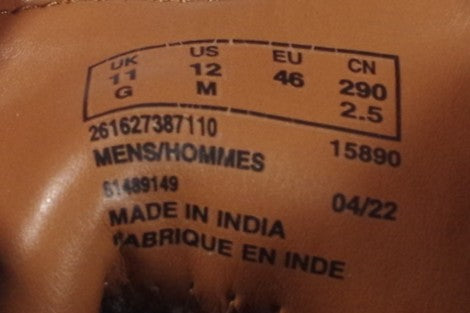 UK US EU CN
11 12 46 290
G M 2.5
261627387110 15890
MENS/HOMMES
61489149 04/22
MADE IN INDIA
FABRIQUE EN INDE